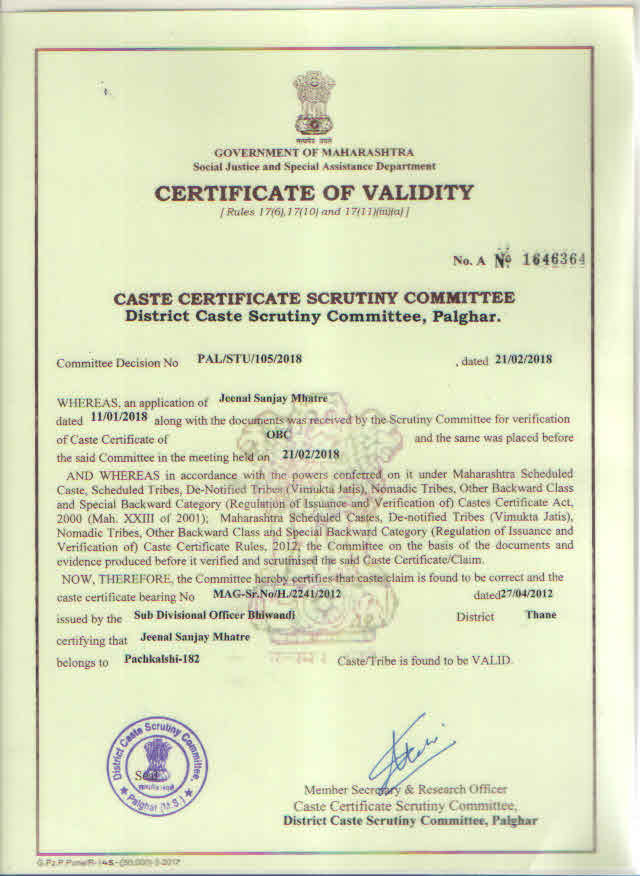 सत्यमेव जयते
GOVERNMENT OF MAHARASHTRA
Social Justice and Special Assistance Department
CERTIFICATE OF VALIDITY
[ Rules 17(6),17(10) and 17(11)(ii)(a) ]
No. A Nº 1646364
CASTE CERTIFICATE SCRUTINY COMMITTEE
District Caste Scrutiny Committee, Palghar.
Committee Decision No PAL/STU/105/2018 , dated 21/02/2018
WHEREAS, an application of Jeenal Sanjay Mhatre
dated 11/01/2018 along with the documents was received by the Scrutiny Committee for verification
of Caste Certificate of OBC and the same was placed before
the said Committee in the meeting held on 21/02/2018
AND WHEREAS in accordance with the powers conferred on it under Maharashtra Scheduled
Caste, Scheduled Tribes, De-Notified Tribes (Vimukta Jatis), Nomadic Tribes, Other Backward Class
and Special Backward Category (Regulation of Issuance and Verification of) Castes Certificate Act,
2000 (Mah. XXIII of 2001); Maharashtra Scheduled Castes, De-notified Tribes (Vimukta Jatis),
Nomadic Tribes, Other Backward Class and Special Backward Category (Regulation of Issuance and
Verification of) Caste Certificate Rules, 2012, the Committee on the basis of the documents and
evidence produced before it verified and scrutinised the said Caste Certificate/Claim.
NOW, THEREFORE, the Committee hereby certifies that caste claim is found to be correct and the
caste certificate bearing No MAG-Sr.No/H./2241/2012 dated27/04/2012
issued by the Sub Divisional Officer Bhiwandi District Thane
certifying that Jeenal Sanjay Mhatre
belongs to Pachkalshi-182 Caste/Tribe is found to be VALID.
District Caste Scrutiny Committee,
Seal
Palghar (M.S.)
Member Secretary & Research Officer
Caste Certificate Scrutiny Committee,
District Caste Scrutiny Committee, Palghar